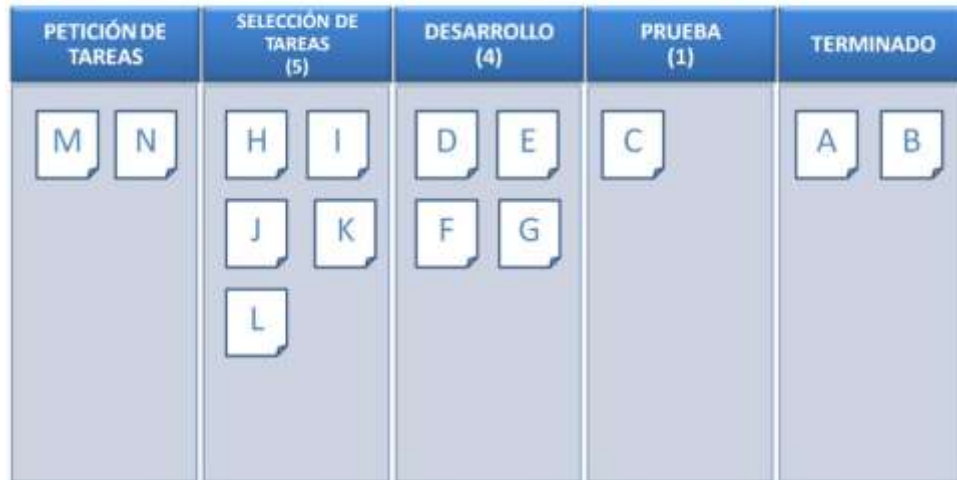 PETICIÓN DE
TAREAS
SELECCIÓN DE
TAREAS
(5)
DESARROLLO
(4)
PRUEBA
(1)
TERMINADO
M N
H I
J K
L
D E
F G
C
A B